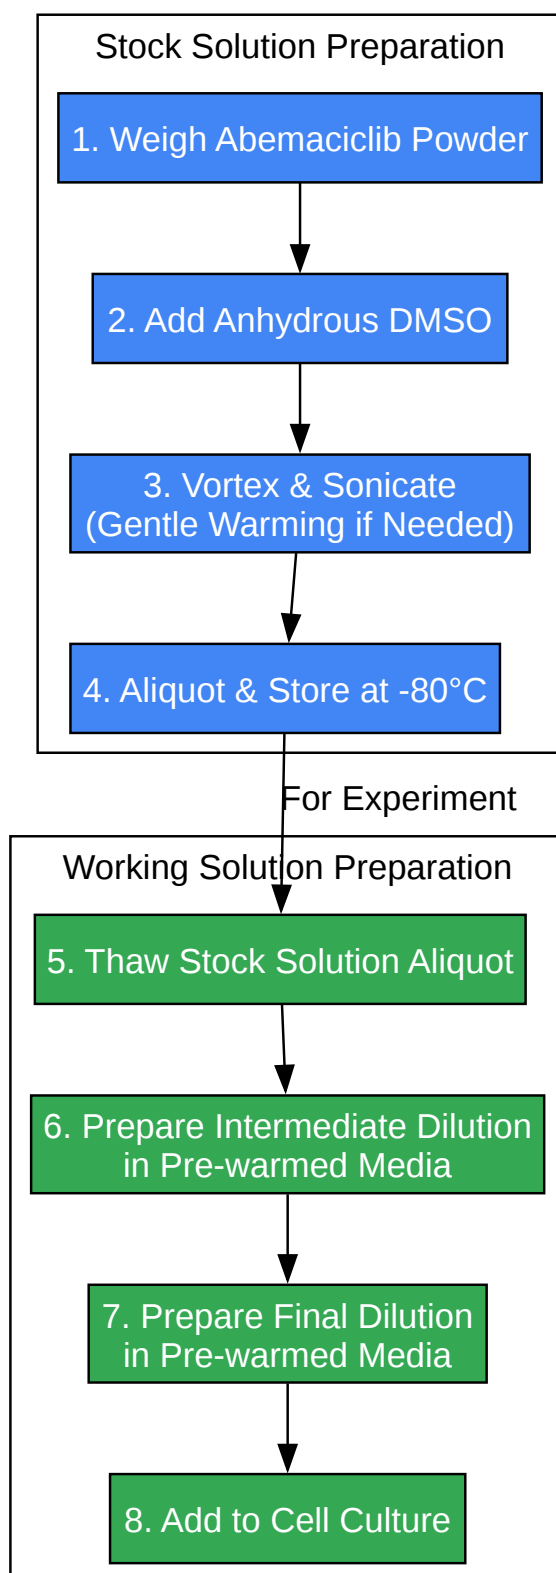 Stock Solution Preparation
1. Weigh Abemaciclib Powder
2. Add Anhydrous DMSO
3. Vortex & Sonicate
(Gentle Warming if Needed)
4. Aliquot & Store at -80°C
For Experiment
Working Solution Preparation
5. Thaw Stock Solution Aliquot
6. Prepare Intermediate Dilution
in Pre-warmed Media
7. Prepare Final Dilution
in Pre-warmed Media
8. Add to Cell Culture